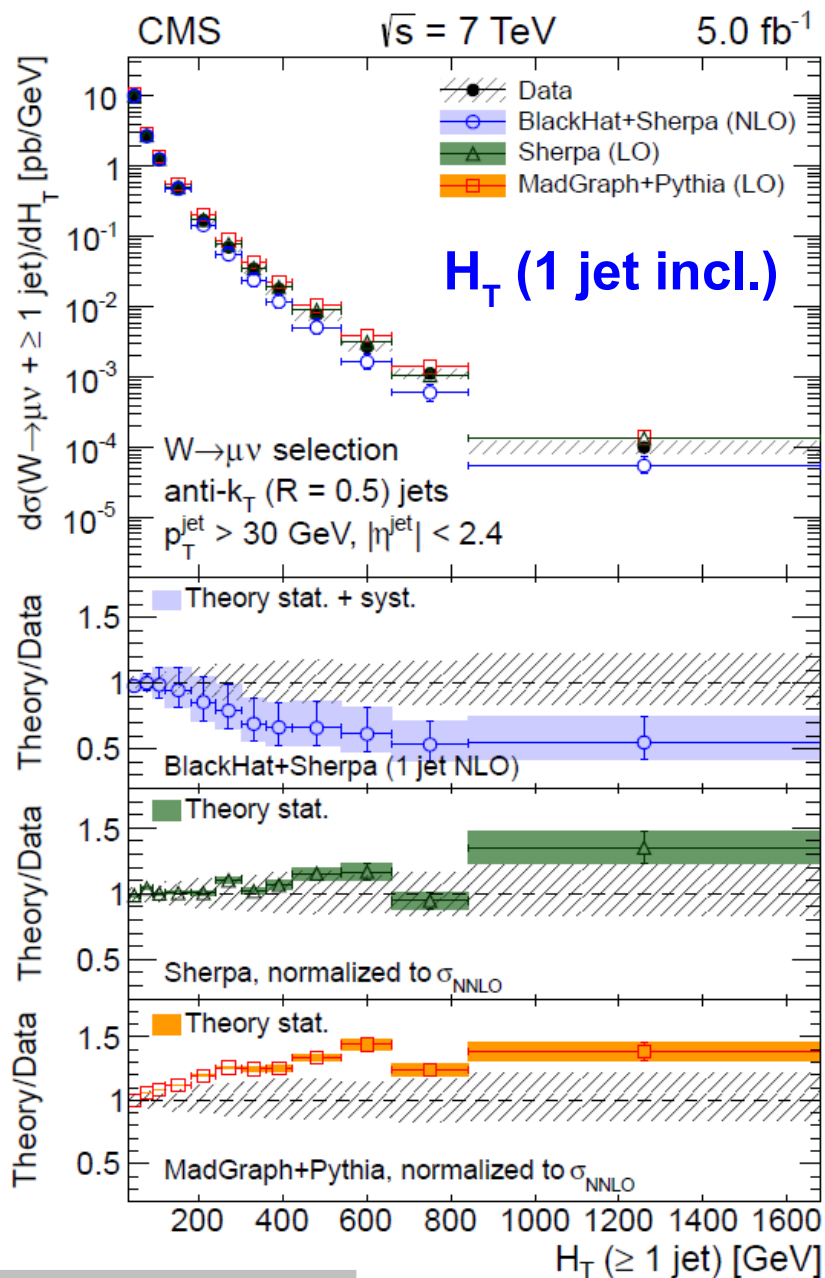 CMS √s = 7 TeV 5.0 fb⁻¹
dσ(W→μν + ≥ 1 jet)/dH_T [pb/GeV]
10
1
10⁻¹
10⁻²
10⁻³
10⁻⁴
10⁻⁵
Data
BlackHat+Sherpa (NLO)
Sherpa (LO)
MadGraph+Pythia (LO)
H_T (1 jet incl.)
W→μν selection
anti-k_T (R = 0.5) jets
p_T^jet > 30 GeV, |η^jet| < 2.4
Theory/Data
1.5
1
0.5
Theory stat. + syst.
BlackHat+Sherpa (1 jet NLO)
Theory/Data
1.5
1
0.5
Theory stat.
Sherpa, normalized to σ_NNLO
Theory/Data
1.5
1
0.5
Theory stat.
MadGraph+Pythia, normalized to σ_NNLO
200 400 600 800 1000 1200 1400 1600
H_T (≥ 1 jet) [GeV]